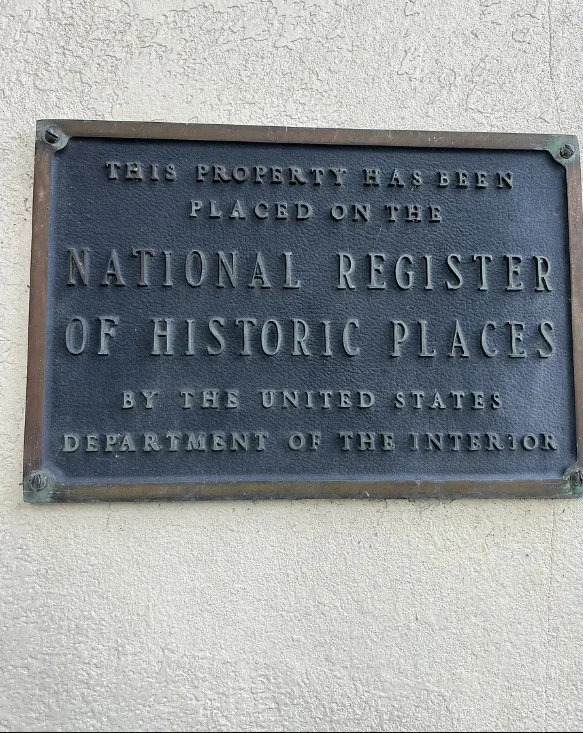 THIS PROPERTY HAS BEEN
PLACED ON THE
NATIONAL REGISTER
OF HISTORIC PLACES
BY THE UNITED STATES
DEPARTMENT OF THE INTERIOR